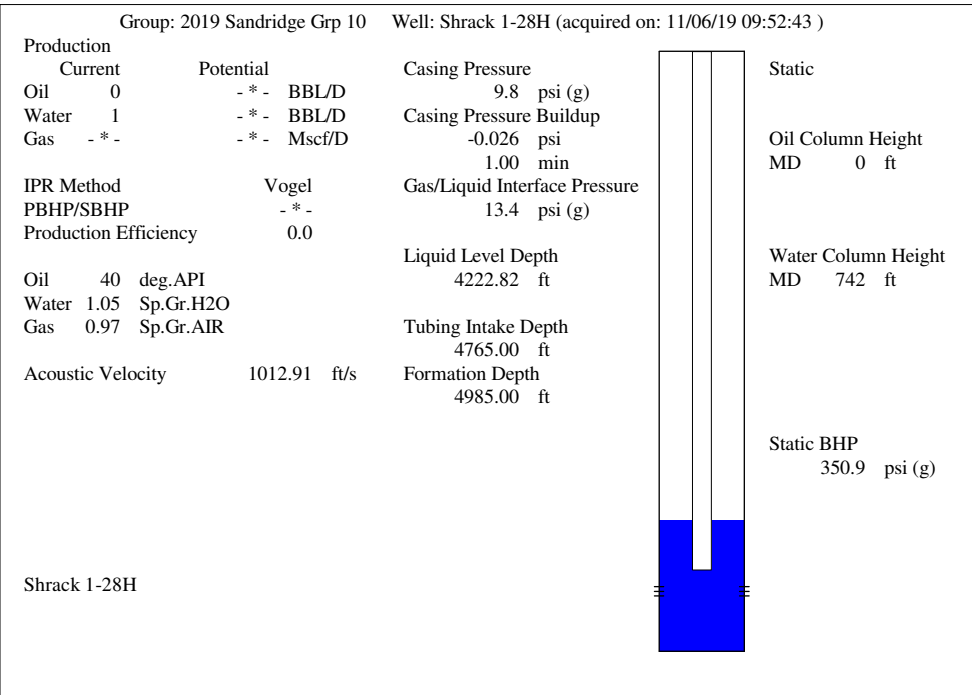 Group: 2019 Sandridge Grp 10 Well: Shrack 1-28H (acquired on: 11/06/19 09:52:43 )
Production
Current Potential
Oil 0 - * - BBL/D
Water 1 - * - BBL/D
Gas - * - - * - Mscf/D
IPR Method Vogel
PBHP/SBHP - * -
Production Efficiency 0.0
Oil 40 deg.API
Water 1.05 Sp.Gr.H2O
Gas 0.97 Sp.Gr.AIR
Acoustic Velocity 1012.91 ft/s
Casing Pressure
9.8 psi (g)
Casing Pressure Buildup
-0.026 psi
1.00 min
Gas/Liquid Interface Pressure
13.4 psi (g)
Liquid Level Depth
4222.82 ft
Tubing Intake Depth
4765.00 ft
Formation Depth
4985.00 ft
Static
Oil Column Height
MD 0 ft
Water Column Height
MD 742 ft
Static BHP
350.9 psi (g)
Shrack 1-28H